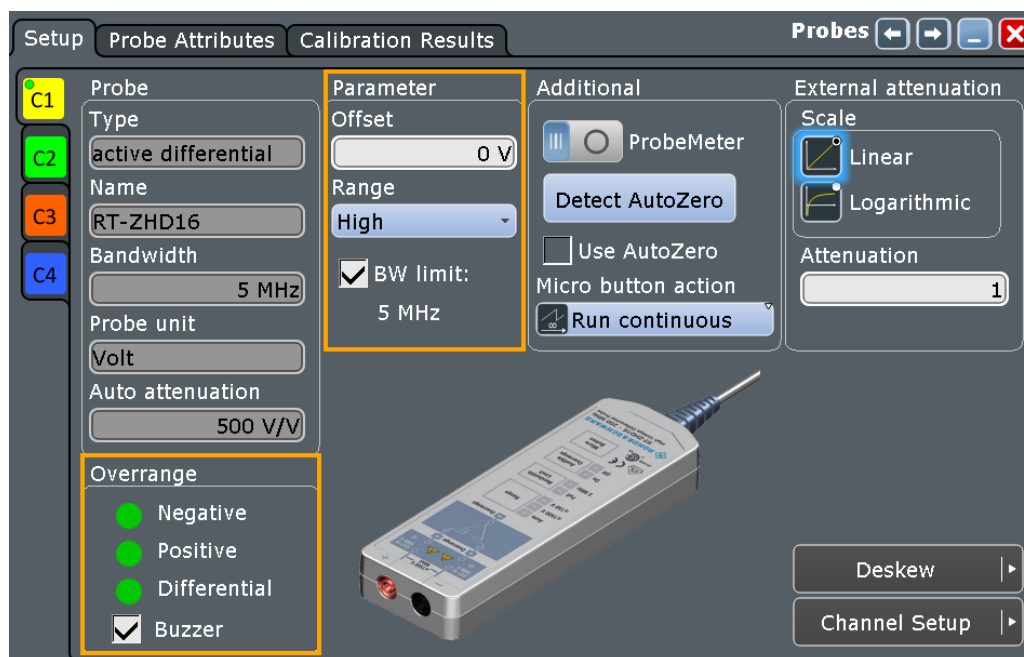 Setup
Probe Attributes
Calibration Results
Probes
C1
C2
C3
C4
Probe
Type
active differential
Name
RT-ZHD16
Bandwidth
5 MHz
Probe unit
Volt
Auto attenuation
500 V/V
Overrange
Negative
Positive
Differential
Buzzer
Parameter
Offset
0 V
Range
High
BW limit:
5 MHz
Additional
ProbeMeter
Detect AutoZero
Use AutoZero
Micro button action
Run continuous
External attenuation
Scale
Linear
Logarithmic
Attenuation
1
ROHDE&SCHWARZ
Deskew
Channel Setup